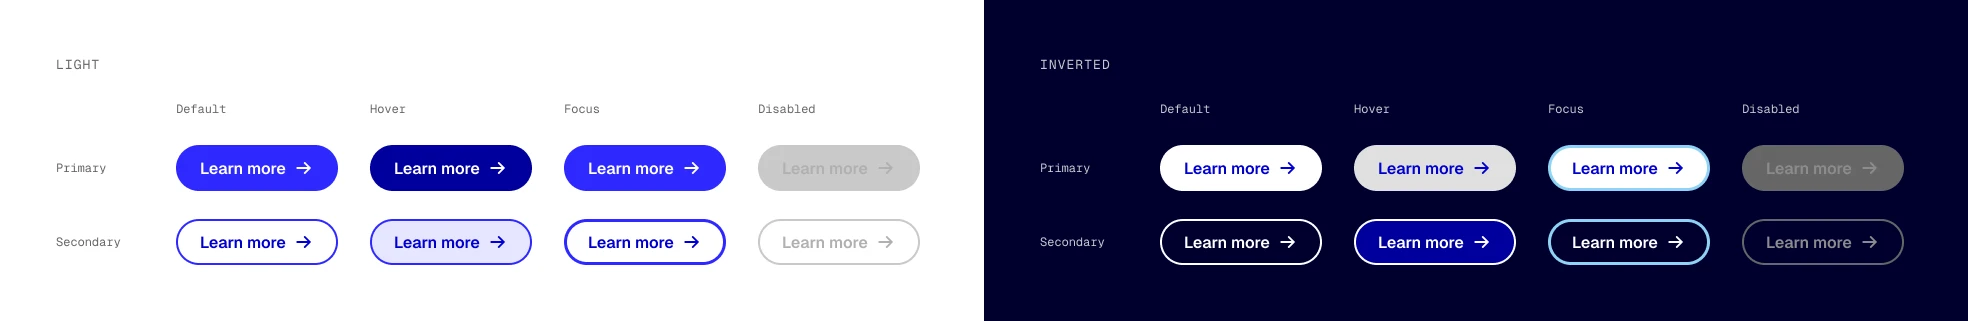 LIGHT
Default Hover Focus Disabled
Primary Learn more → Learn more → Learn more → Learn more →
Secondary Learn more → Learn more → Learn more → Learn more →
INVERTED
Default Hover Focus Disabled
Primary Learn more → Learn more → Learn more → Learn more →
Secondary Learn more → Learn more → Learn more → Learn more →